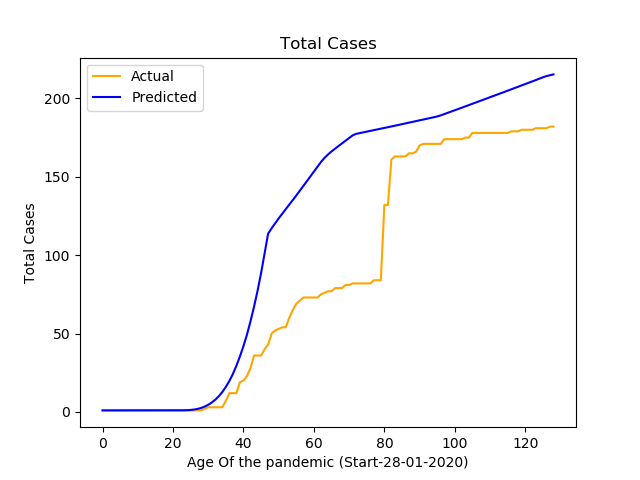 Total Cases
Actual
Predicted
200
150
100
50
0
Total Cases
0 20 40 60 80 100 120
Age Of the pandemic (Start-28-01-2020)